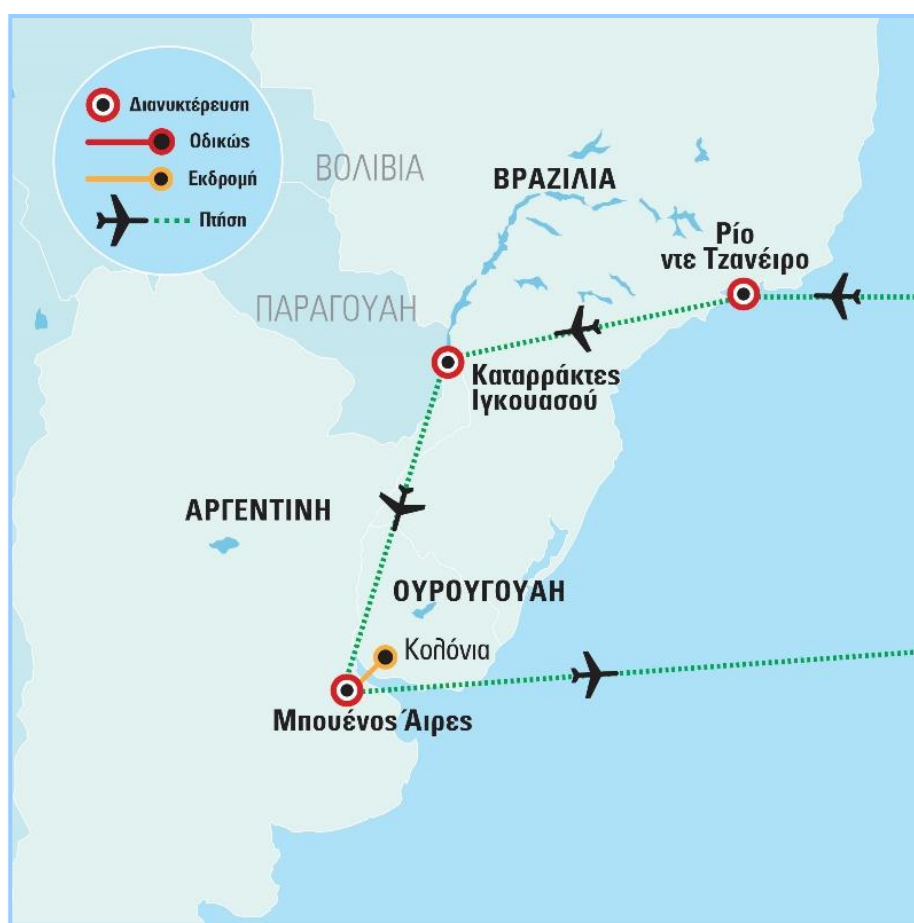 Διανυκτέρευση
Οδικώς
Εκδρομή
Πτήση
ΒΟΛΙΒΙΑ
ΒΡΑΖΙΛΙΑ
Ρίο
ντε Τζανέιρο
ΠΑΡΑΓΟΥΑΗ
Καταρράκτες
Ιγκουασού
ΑΡΓΕΝΤΙΝΗ
ΟΥΡΟΥΓΟΥΑΗ
Κολόνια
Μπουένος Άιρες